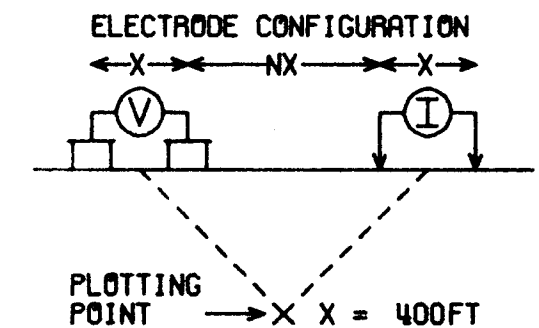 ELECTRODE CONFIGURATION
X NX X
V I
PLOTTING
POINT X X = 400FT